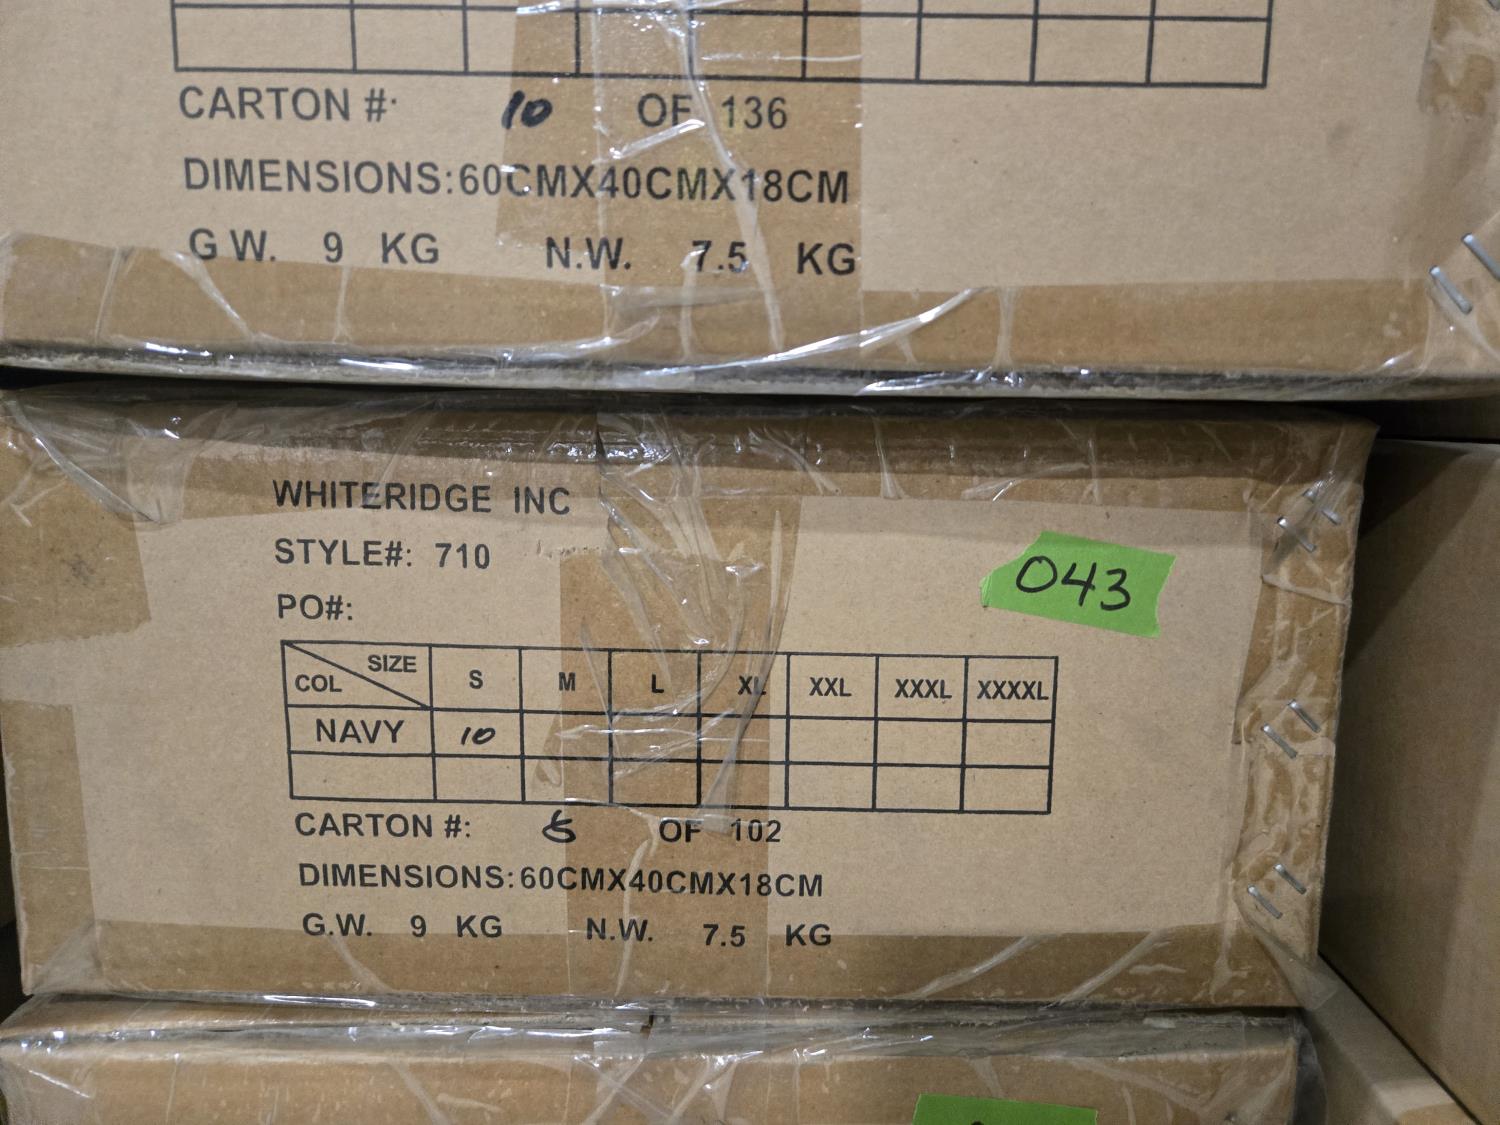 CARTON #: 10 OF 136
DIMENSIONS:60CMX40CMX18CM
G.W. 9 KG N.W. 7.5 KG
WHITERIDGE INC
STYLE#: 710
PO#:
043
SIZE COL S M L XL XXL XXXL XXXXL
NAVY 10
CARTON #: OF 102
DIMENSIONS:60CMX40CMX18CM
G.W. 9 KG N.W. 7.5 KG